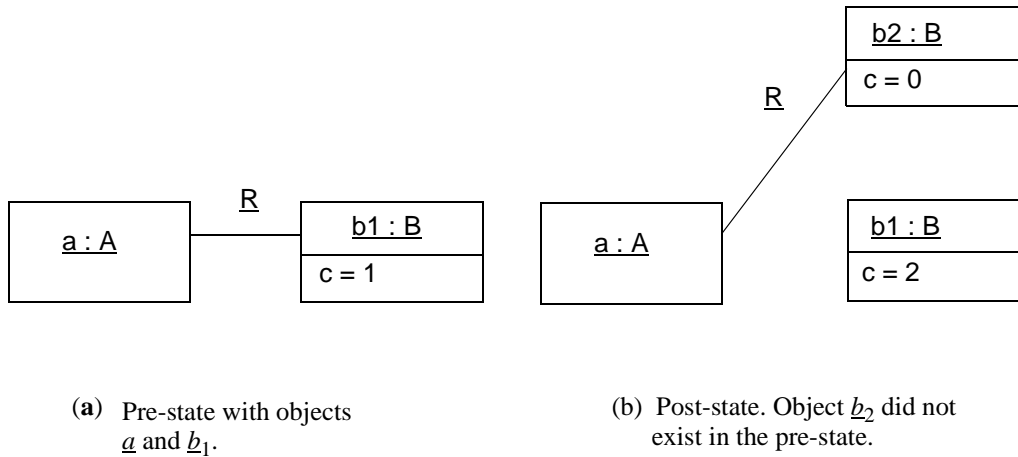 R
a : A
b1 : B
c = 1
(a) Pre-state with objects
a and b1.
b2 : B
c = 0
R
a : A
b1 : B
c = 2
(b) Post-state. Object b2 did not
exist in the pre-state.